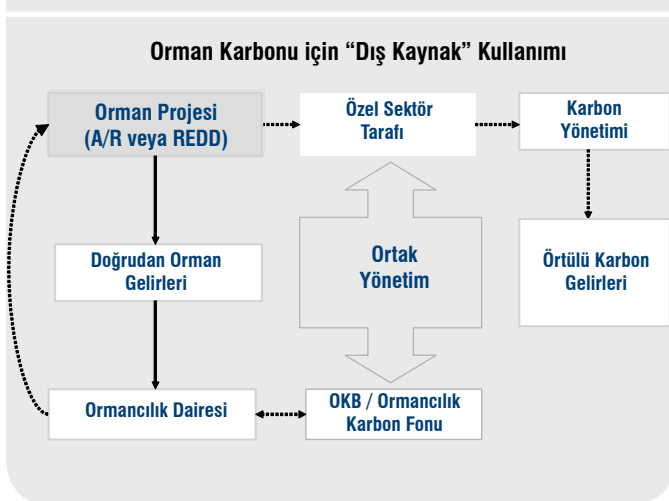 Orman Karbonu için “Dış Kaynak” Kullanımı
Orman Projesi
(A/R veya REDD)
Özel Sektör
Tarafı
Karbon
Yönetimi
Doğrudan Orman
Gelirleri
Ortak
Yönetim
Örtülü Karbon
Gelirleri
Ormancılık Dairesi
OKB / Ormancılık
Karbon Fonu